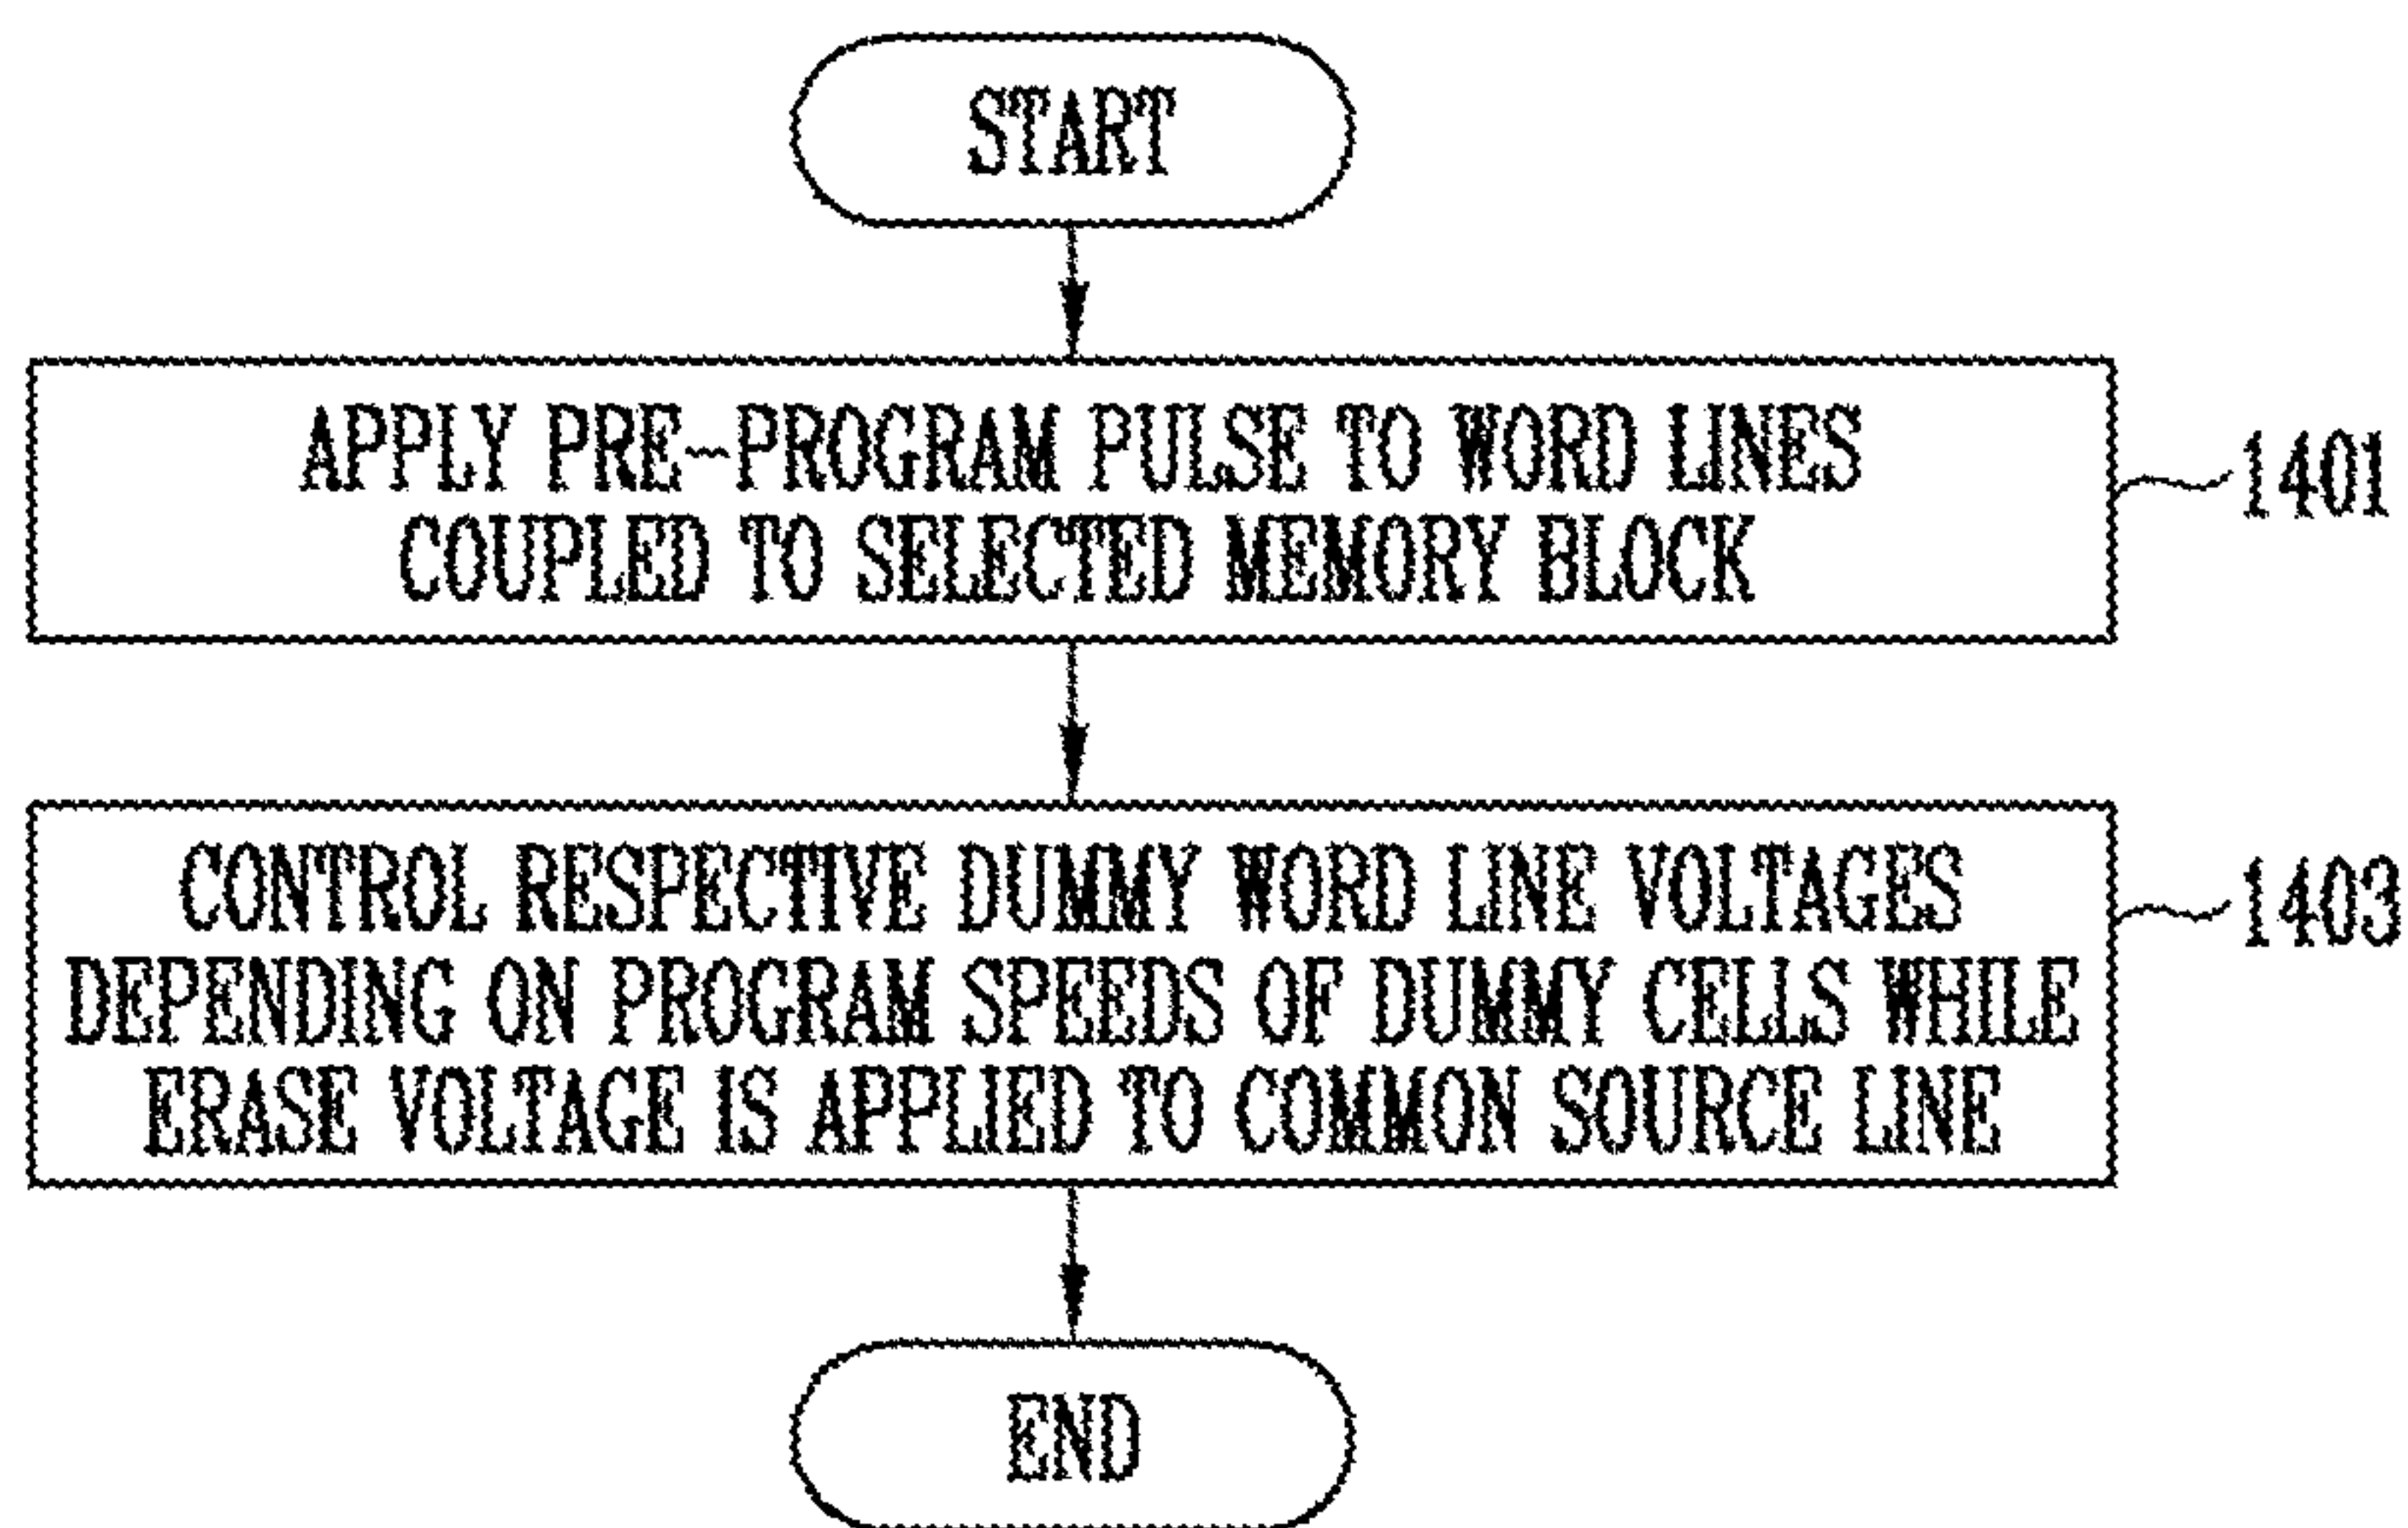 START
APPLY PRE-PROGRAM PULSE TO WORD LINES
COUPLED TO SELECTED MEMORY BLOCK
1401
CONTROL RESPECTIVE DUMMY WORD LINE VOLTAGES
DEPENDING ON PROGRAM SPEEDS OF DUMMY CELLS WHILE
ERASE VOLTAGE IS APPLIED TO COMMON SOURCE LINE
1403
END